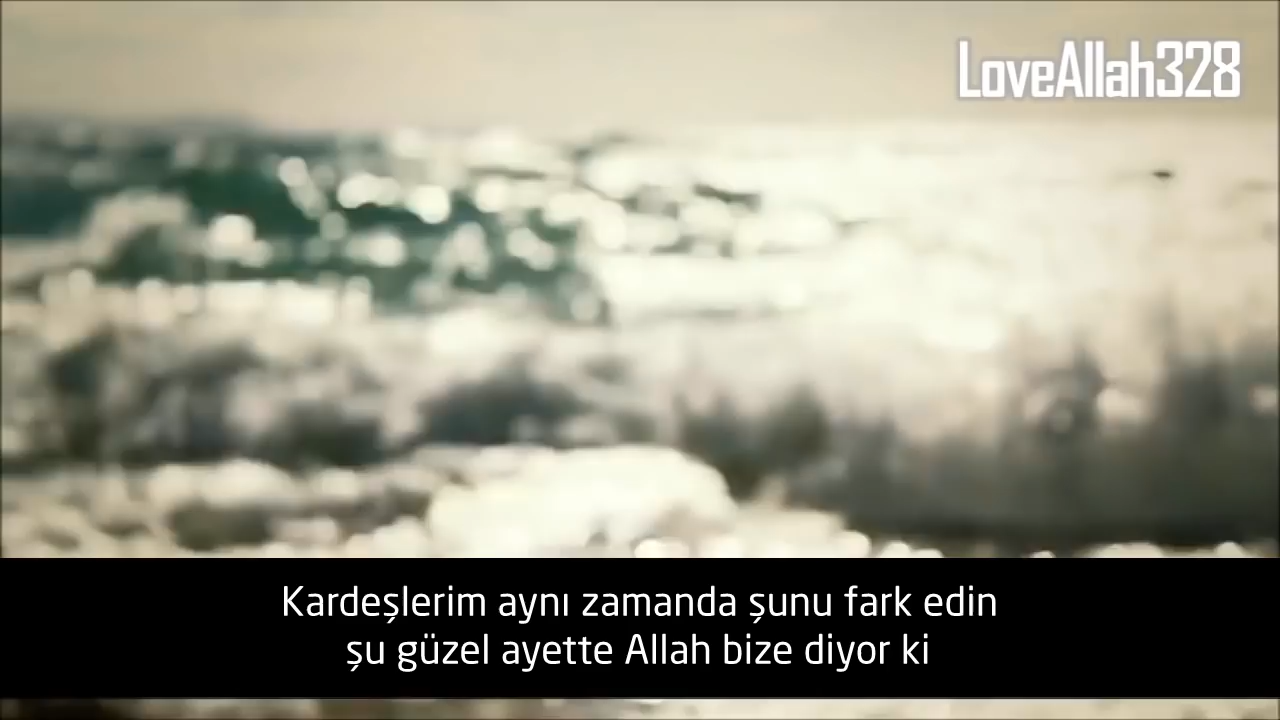 LoveAllah328
Kardeşlerim aynı zamanda şunu fark edin
şu güzel ayette Allah bize diyor ki